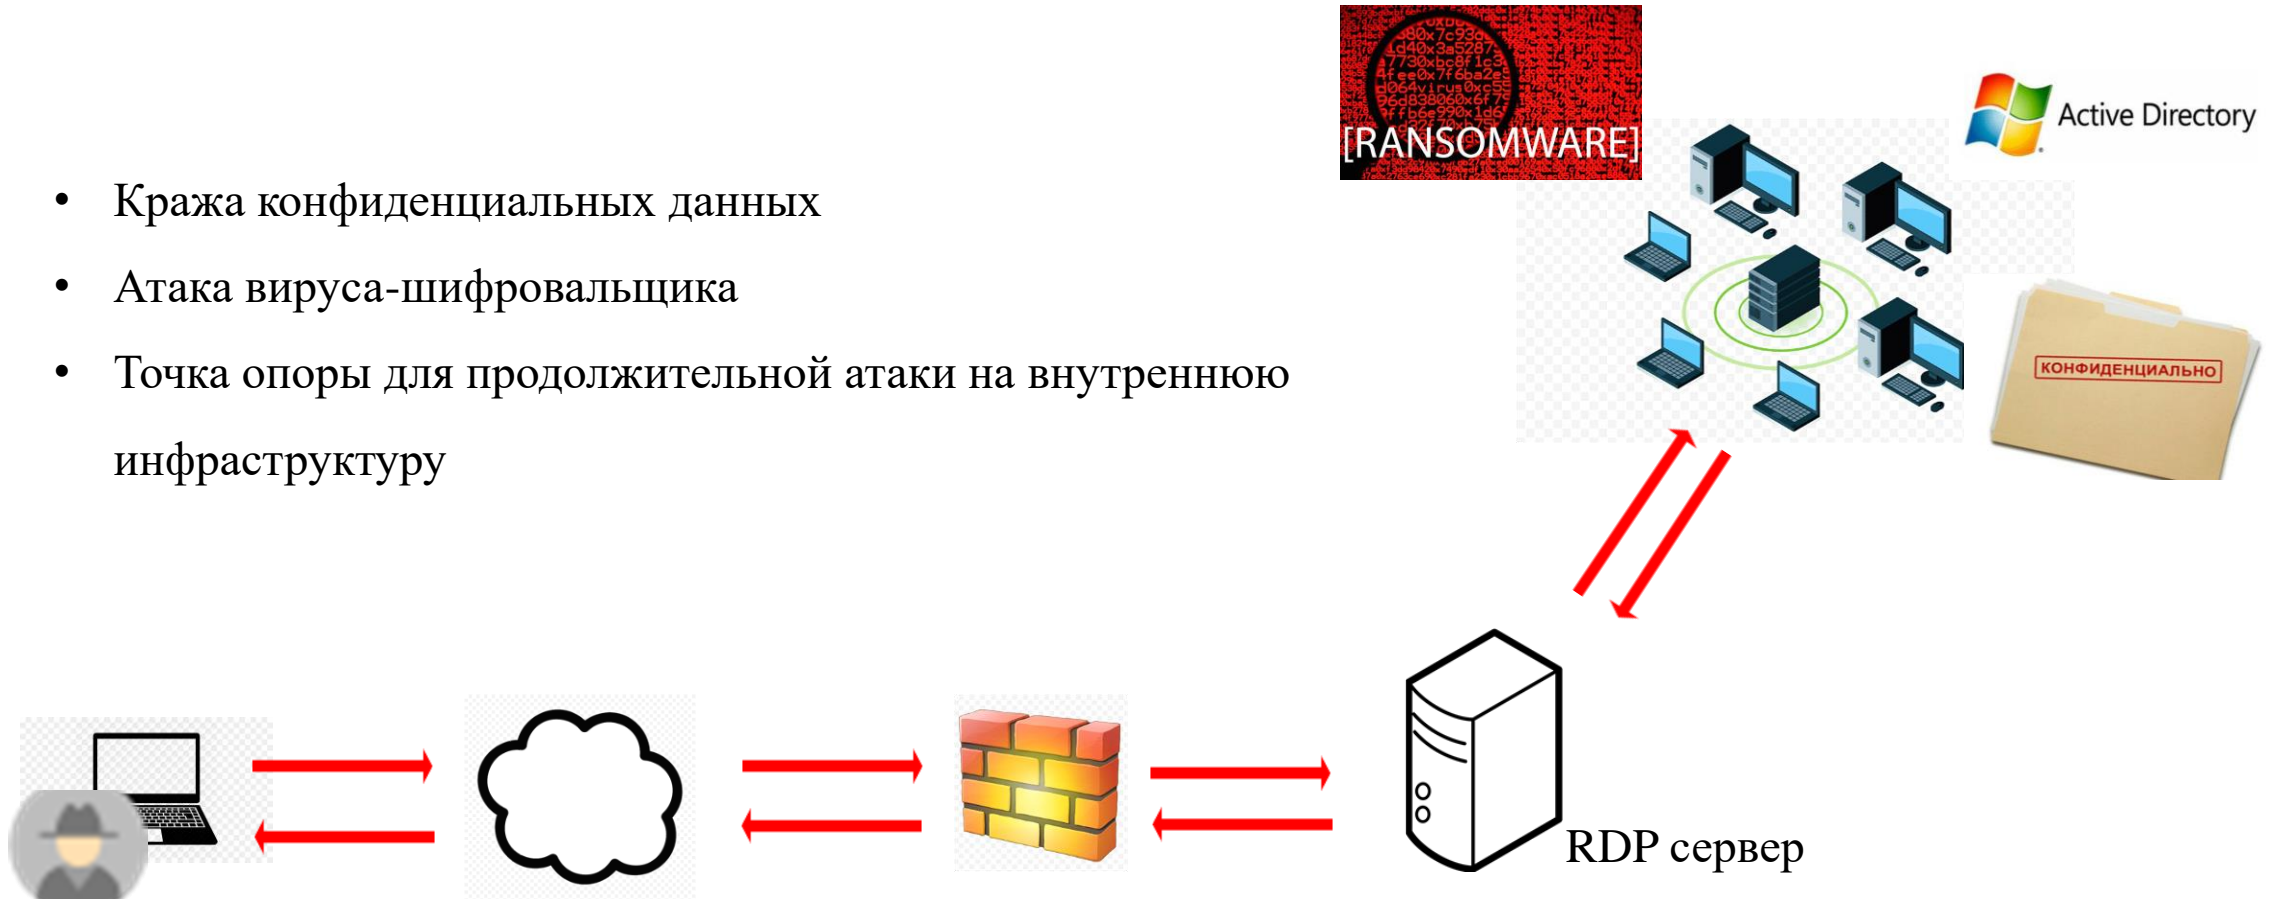 [RANSOMWARE]
Active Directory
• Кража конфиденциальных данных
• Атака вируса-шифровальщика
• Точка опоры для продолжительной атаки на внутреннюю
инфраструктуру
КОНФИДЕНЦИАЛЬНО
RDP сервер